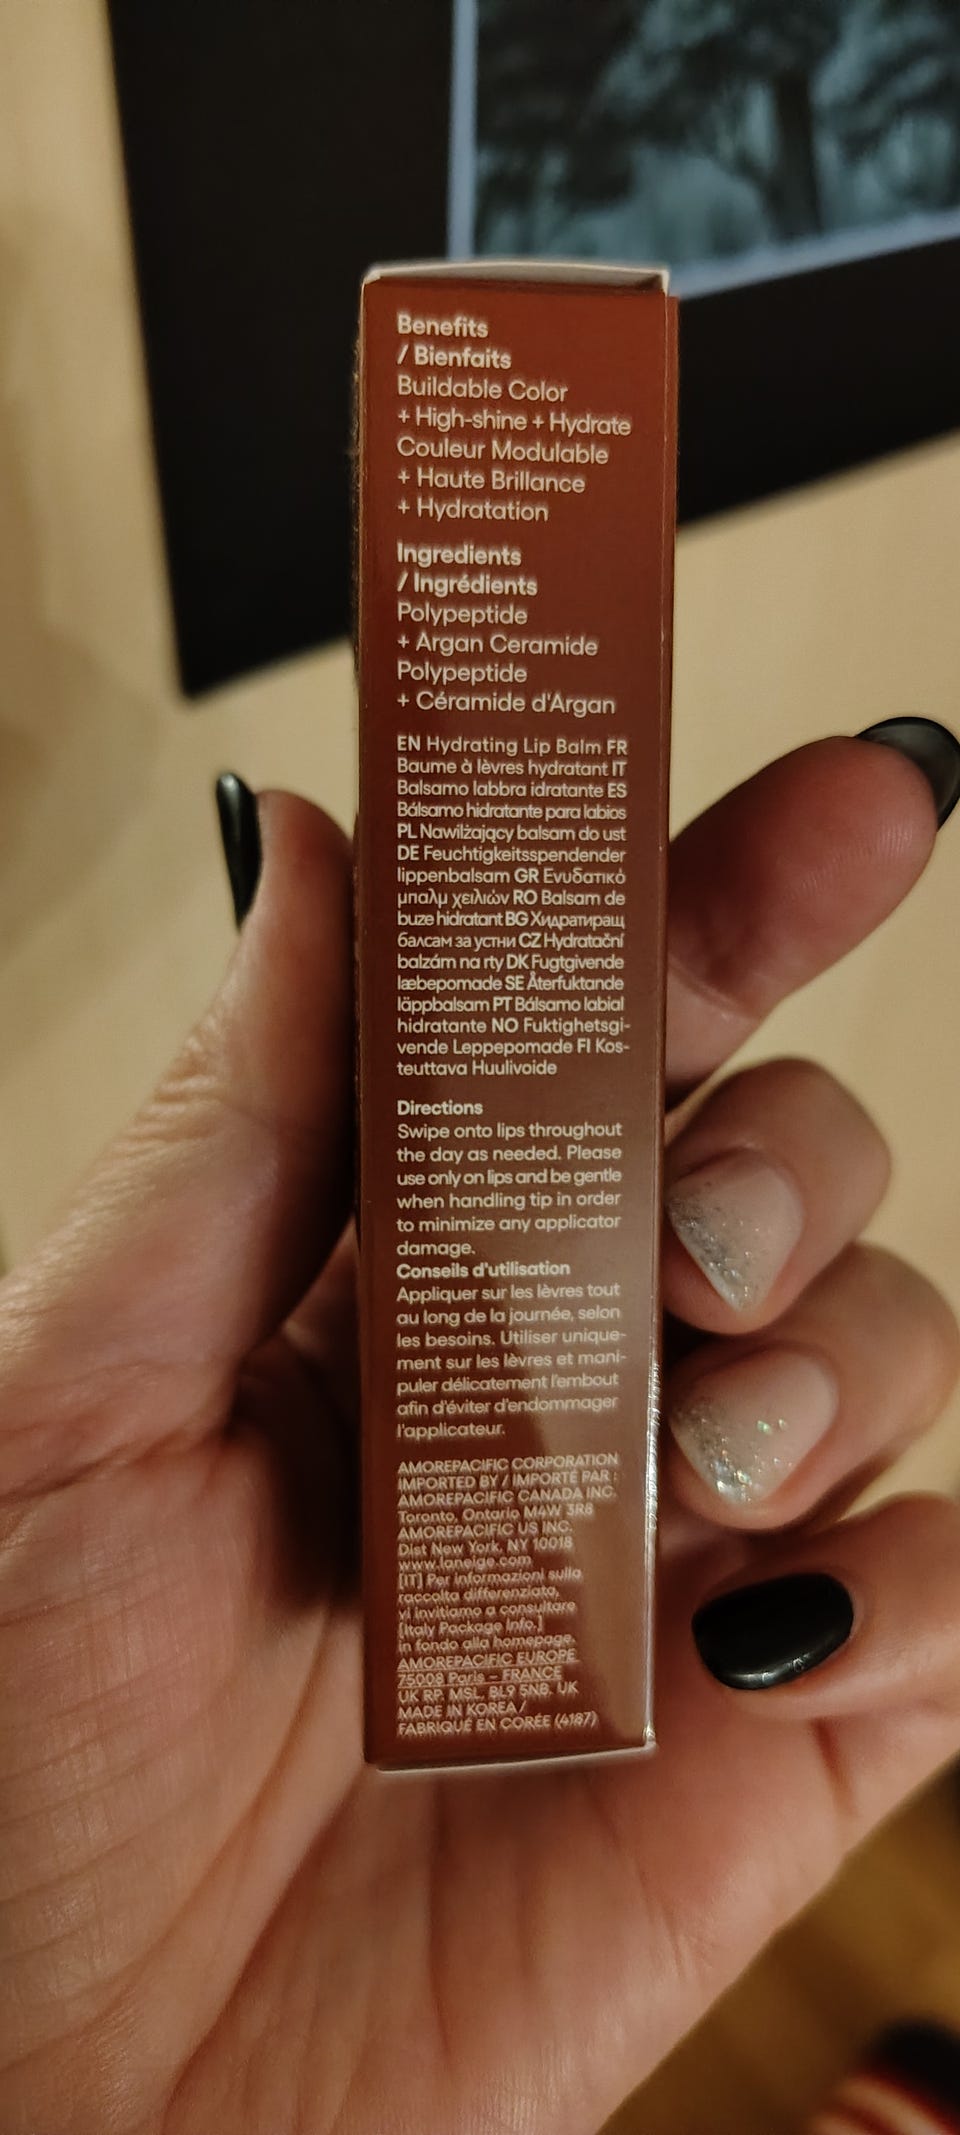 Benefits
/ Bienfaits
Buildable Color
+ High-shine + Hydrate
Couleur Modulable
+ Haute Brillance
+ Hydratation
Ingredients
/ Ingrédients
Polypeptide
+ Argan Ceramide
Polypeptide
+ Céramide d'Argan
EN Hydrating Lip Balm FR
Baume à lèvres hydratant IT
Balsamo labbra idratante ES
Bálsamo hidratante para labios
PL Nawilżający balsam do ust
DE Feuchtigkeitsspendender
lippenbalsam GR Ενυδατικό
μπαλμ χειλιών RO Balsam de
buze hidratant BG Хидратиращ
балсам за устни CZ Hydratační
balzám na rty DK Fugtgivende
læbepomade SE Återfuktande
läppbalsam PT Bálsamo labial
hidratante NO Fuktighetsgi-
vende Leppepomade FI Kos-
teuttava Huulivoide
Directions
Swipe onto lips throughout
the day as needed. Please
use only on lips and be gentle
when handling tip in order
to minimize any applicator
damage.
Conseils d'utilisation
Appliquer sur les lèvres tout
au long de la journée, selon
les besoins. Utiliser unique-
ment sur les lèvres et mani-
puler délicatement l'embout
afin d'éviter d'endommager
l'applicateur.
AMOREPACIFIC CORPORATION
IMPORTED BY / IMPORTÉ PAR :
AMOREPACIFIC CANADA INC.
Toronto, Ontario M4W 3R8
AMOREPACIFIC US INC.
Dist New York, NY 10018
www.laneige.com
[IT] Per informazioni sulla
raccolta differenziata,
vi invitiamo a consultare
[Italy Package Info.]
in fondo alla homepage.
AMOREPACIFIC EUROPE
75008 Paris – FRANCE
UK RP. MSL. BL9 5NB. UK
MADE IN KOREA /
FABRIQUÉ EN CORÉE (4187)